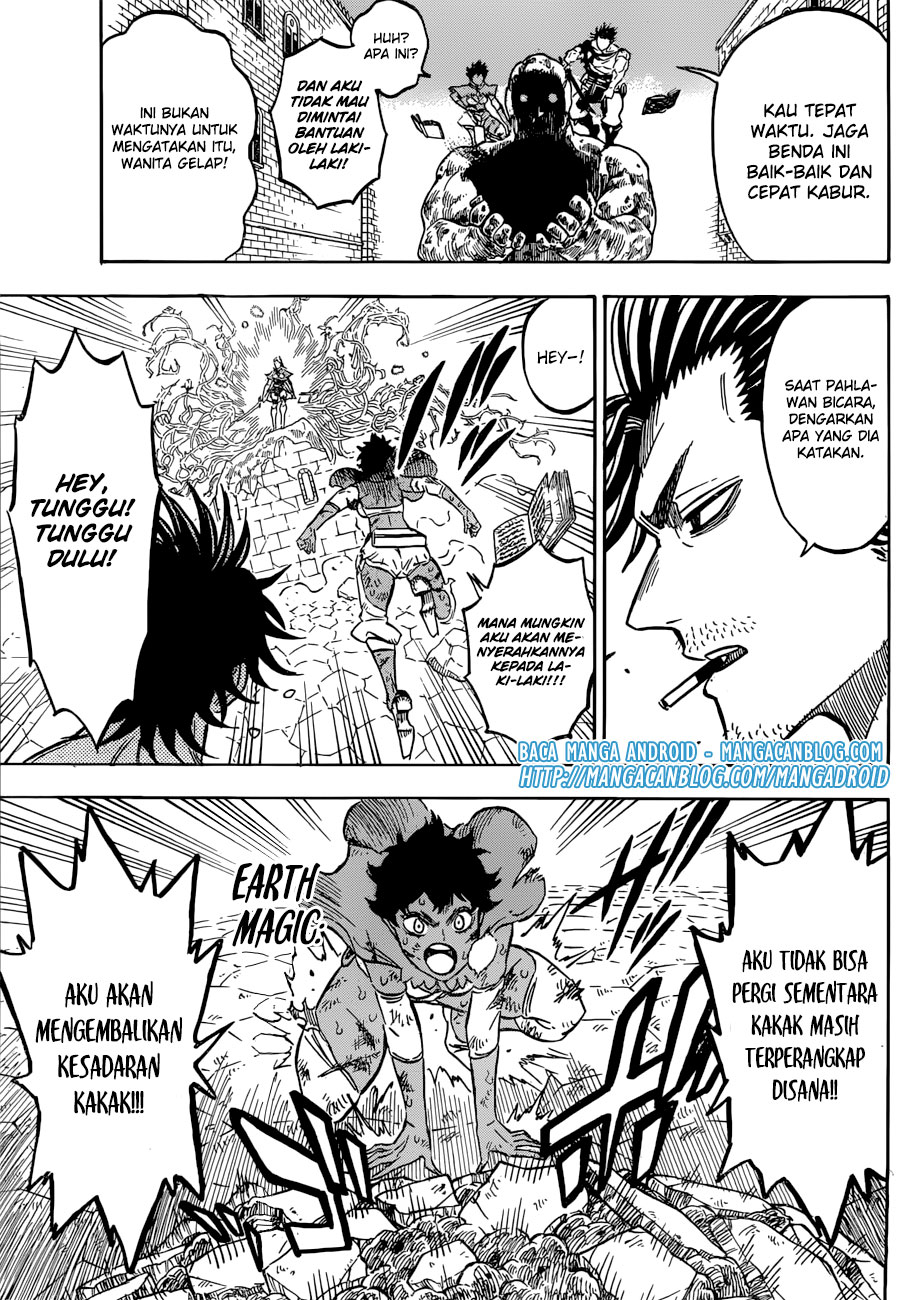 KAU TEPAT
WAKTU. JAGA
BENDA INI
BAIK-BAIK DAN
CEPAT KABUR.
HUH?
APA INI?
DAN AKU
TIDAK MAU
DIMINTAI
BANTUAN
OLEH LAKI-
LAKI!
INI BUKAN
WAKTUNYA UNTUK
MENGATAKAN ITU,
WANITA GELAP!
SAAT PAHLA-
WAN BICARA,
DENGARKAN
APA YANG DIA
KATAKAN.
HEY-!
MANA MUNGKIN
AKU AKAN ME-
NYERAHKANNYA
KEPADA LA-
KI-LAKI!!!
HEY,
TUNGGU!
TUNGGU
DULU!
BACA MANGA ANDROID - MANGACANBLOG.COM
HTTP://MANGACANBLOG.COM/MANGADROID
AKU TIDAK BISA
PERGI SEMENTARA
KAKAK MASIH
TERPERANGKAP
DISANA!!
EARTH
MAGIC:
AKU AKAN
MENGEMBALIKAN
KESADARAN
KAKAK!!!